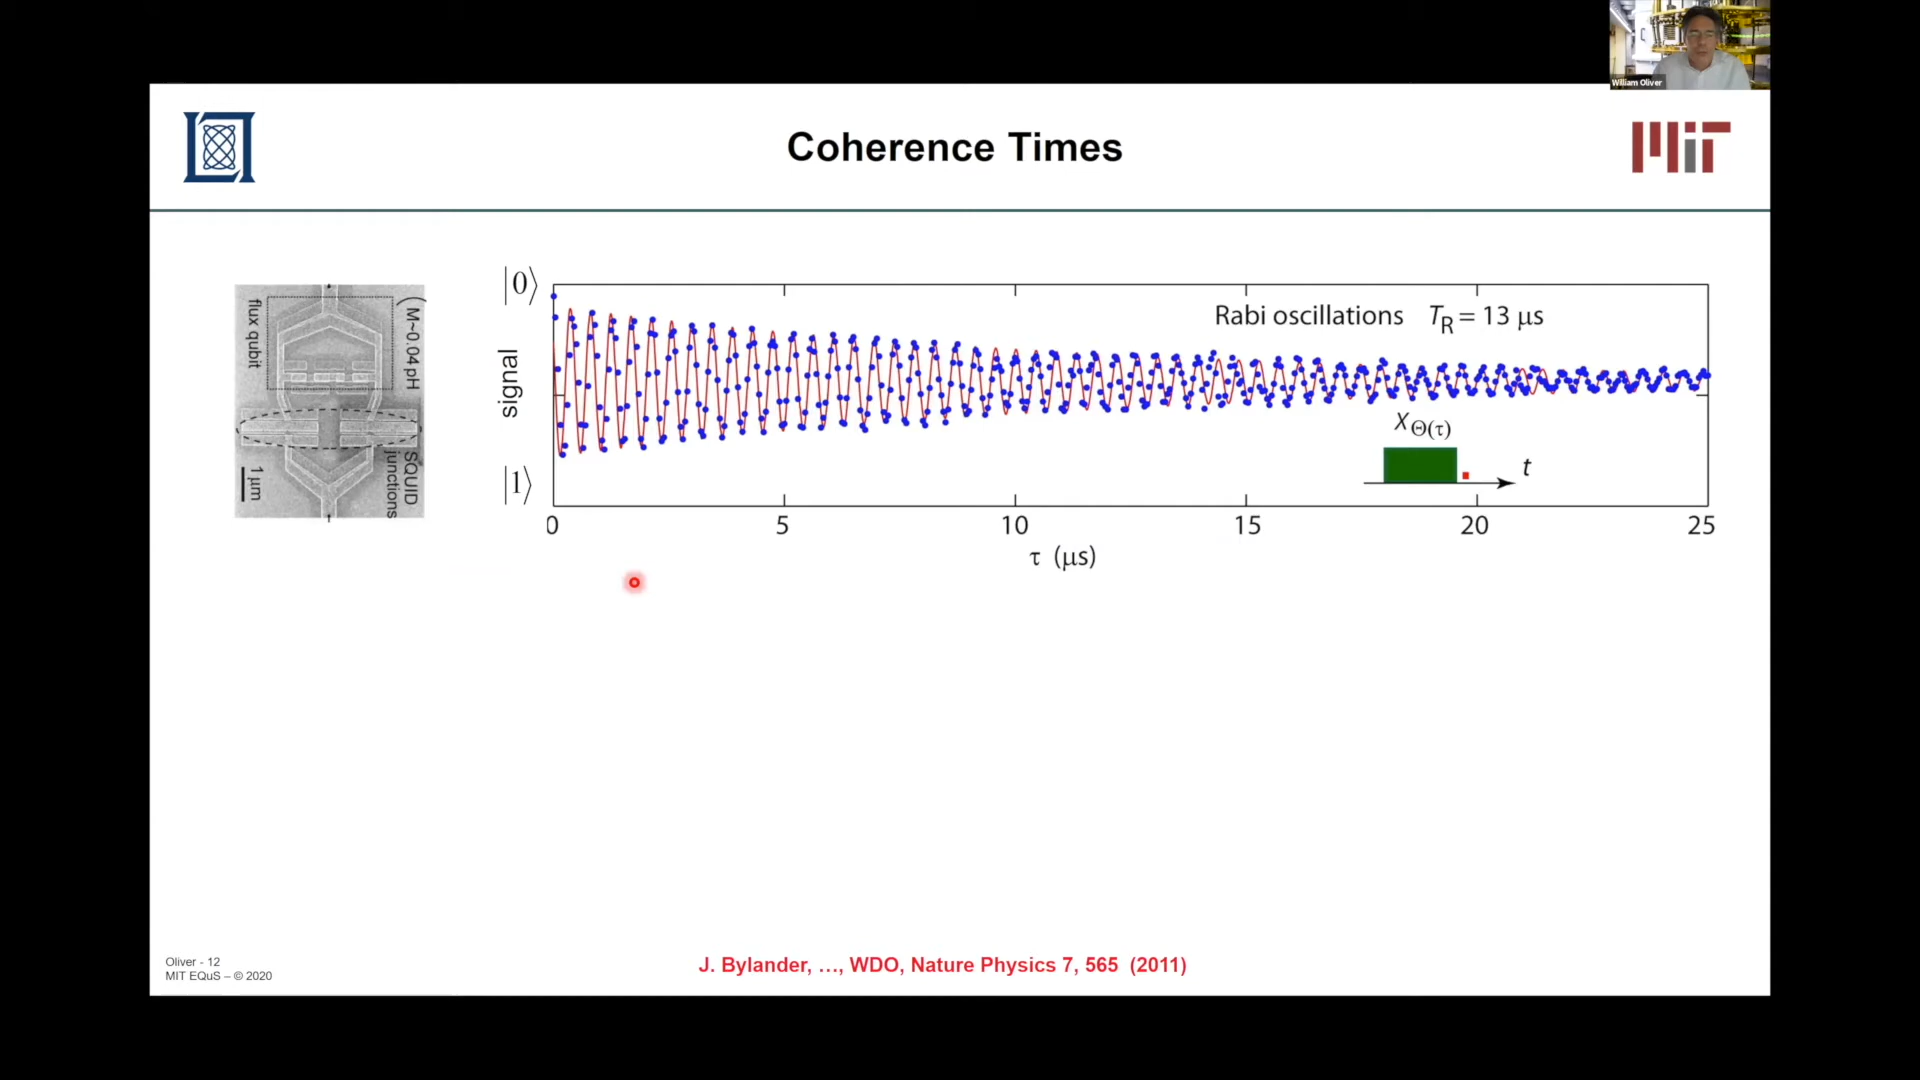 William Oliver
Coherence Times
MIT
flux qubit
M~0.04 pH
SQUID
junctions
1 μm
|0⟩
signal
|1⟩
Rabi oscillations T_R = 13 μs
X_Θ(τ)
t
0 5 10 15 20 25
τ (μs)
Oliver - 12
MIT EQuS – © 2020
J. Bylander, …, WDO, Nature Physics 7, 565 (2011)